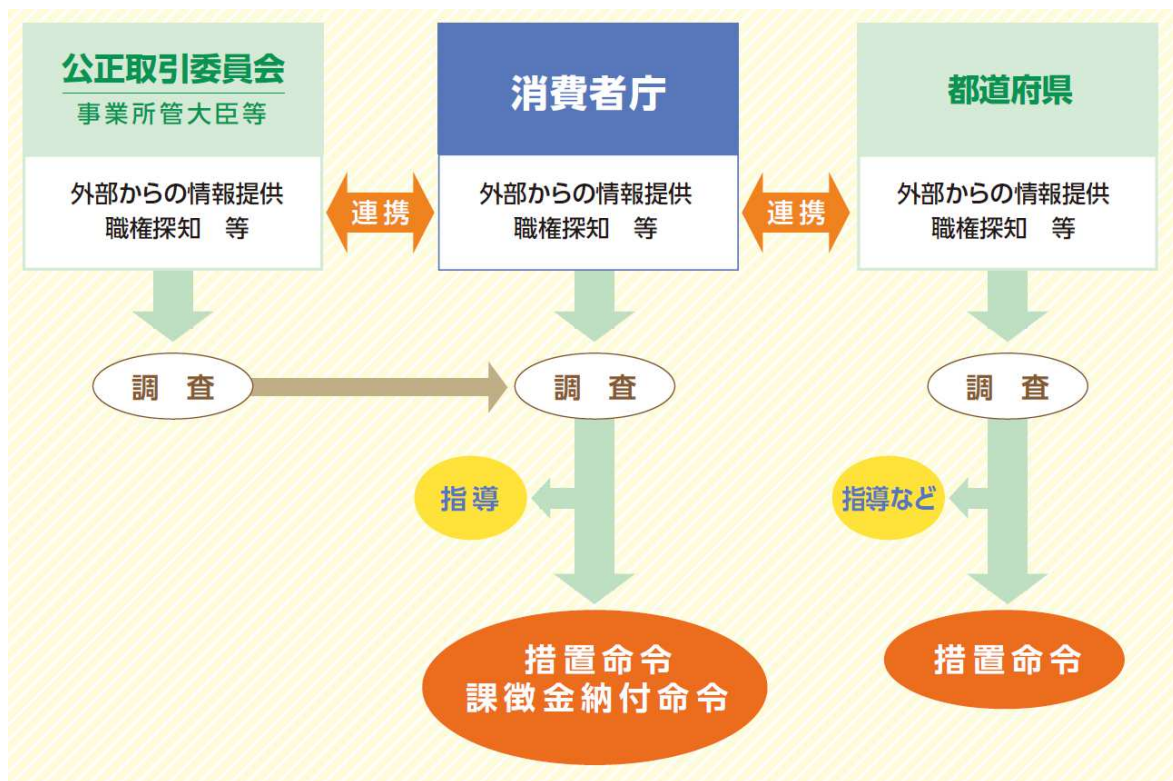 公正取引委員会
事業所管大臣等
外部からの情報提供
職権探知　等
連携
消費者庁
外部からの情報提供
職権探知　等
連携
都道府県
外部からの情報提供
職権探知　等
調　査
調　査
調　査
指導
指導など
措置命令
課徴金納付命令
措置命令